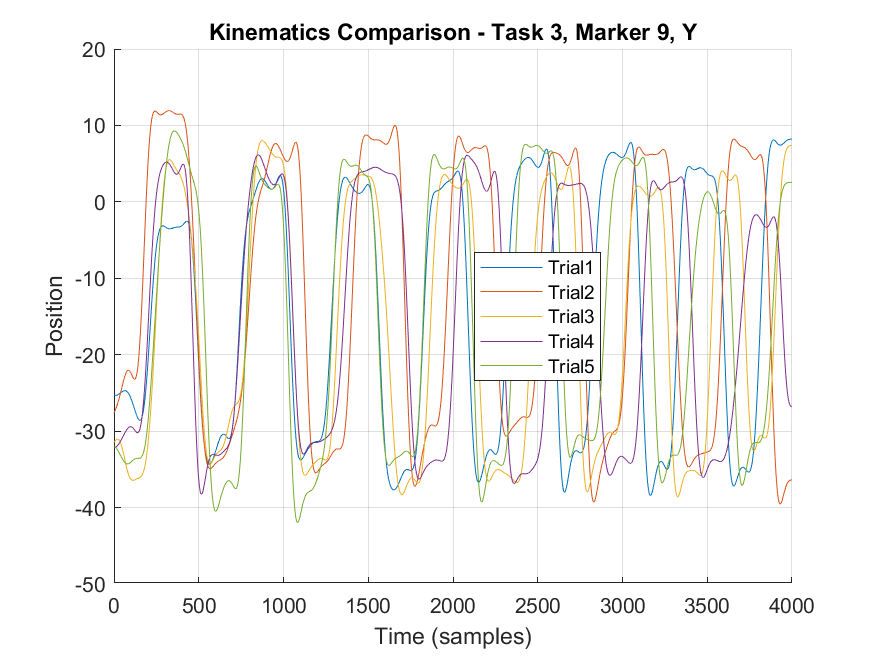 Kinematics Comparison - Task 3, Marker 9, Y
20
10
0
-10
-20
-30
-40
-50
Position
Trial1
Trial2
Trial3
Trial4
Trial5
0 500 1000 1500 2000 2500 3000 3500 4000
Time (samples)